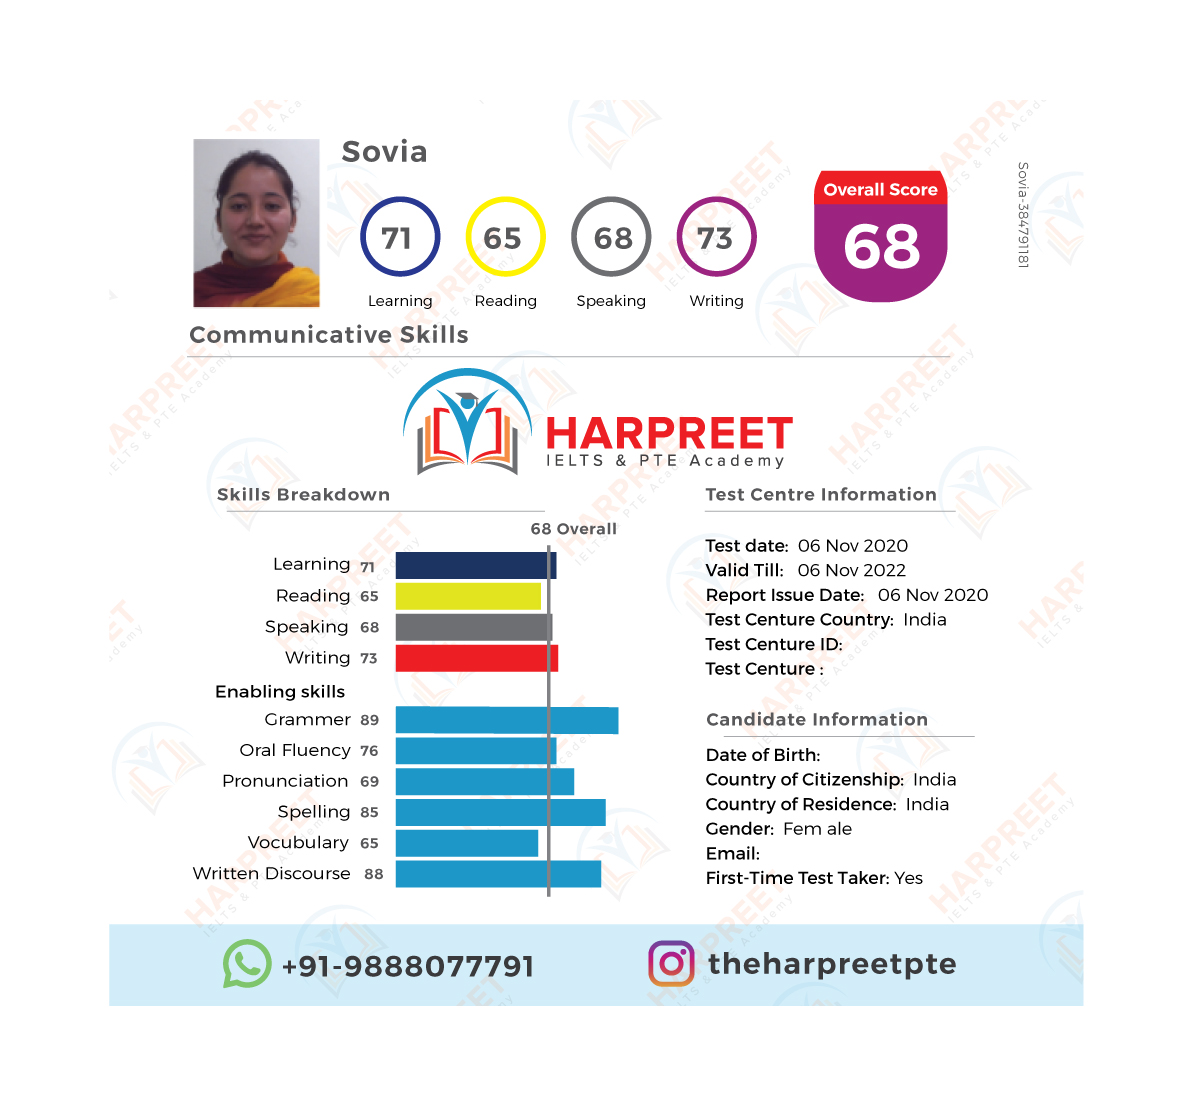 Sovia
71
65
68
73
Learning
Reading
Speaking
Writing
Overall Score
68
Sovia-384791181
Communicative Skills
HARPREET
IELTS & PTE Academy
Skills Breakdown
68 Overall
Learning 71
Reading 65
Speaking 68
Writing 73
Enabling skills
Grammer 89
Oral Fluency 76
Pronunciation 69
Spelling 85
Vocubulary 65
Written Discourse 88
Test Centre Information
Test date: 06 Nov 2020
Valid Till: 06 Nov 2022
Report Issue Date: 06 Nov 2020
Test Centure Country: India
Test Centure ID:
Test Centure :
Candidate Information
Date of Birth:
Country of Citizenship: India
Country of Residence: India
Gender: Fem ale
Email:
First-Time Test Taker: Yes
+91-9888077791
theharpreetpte